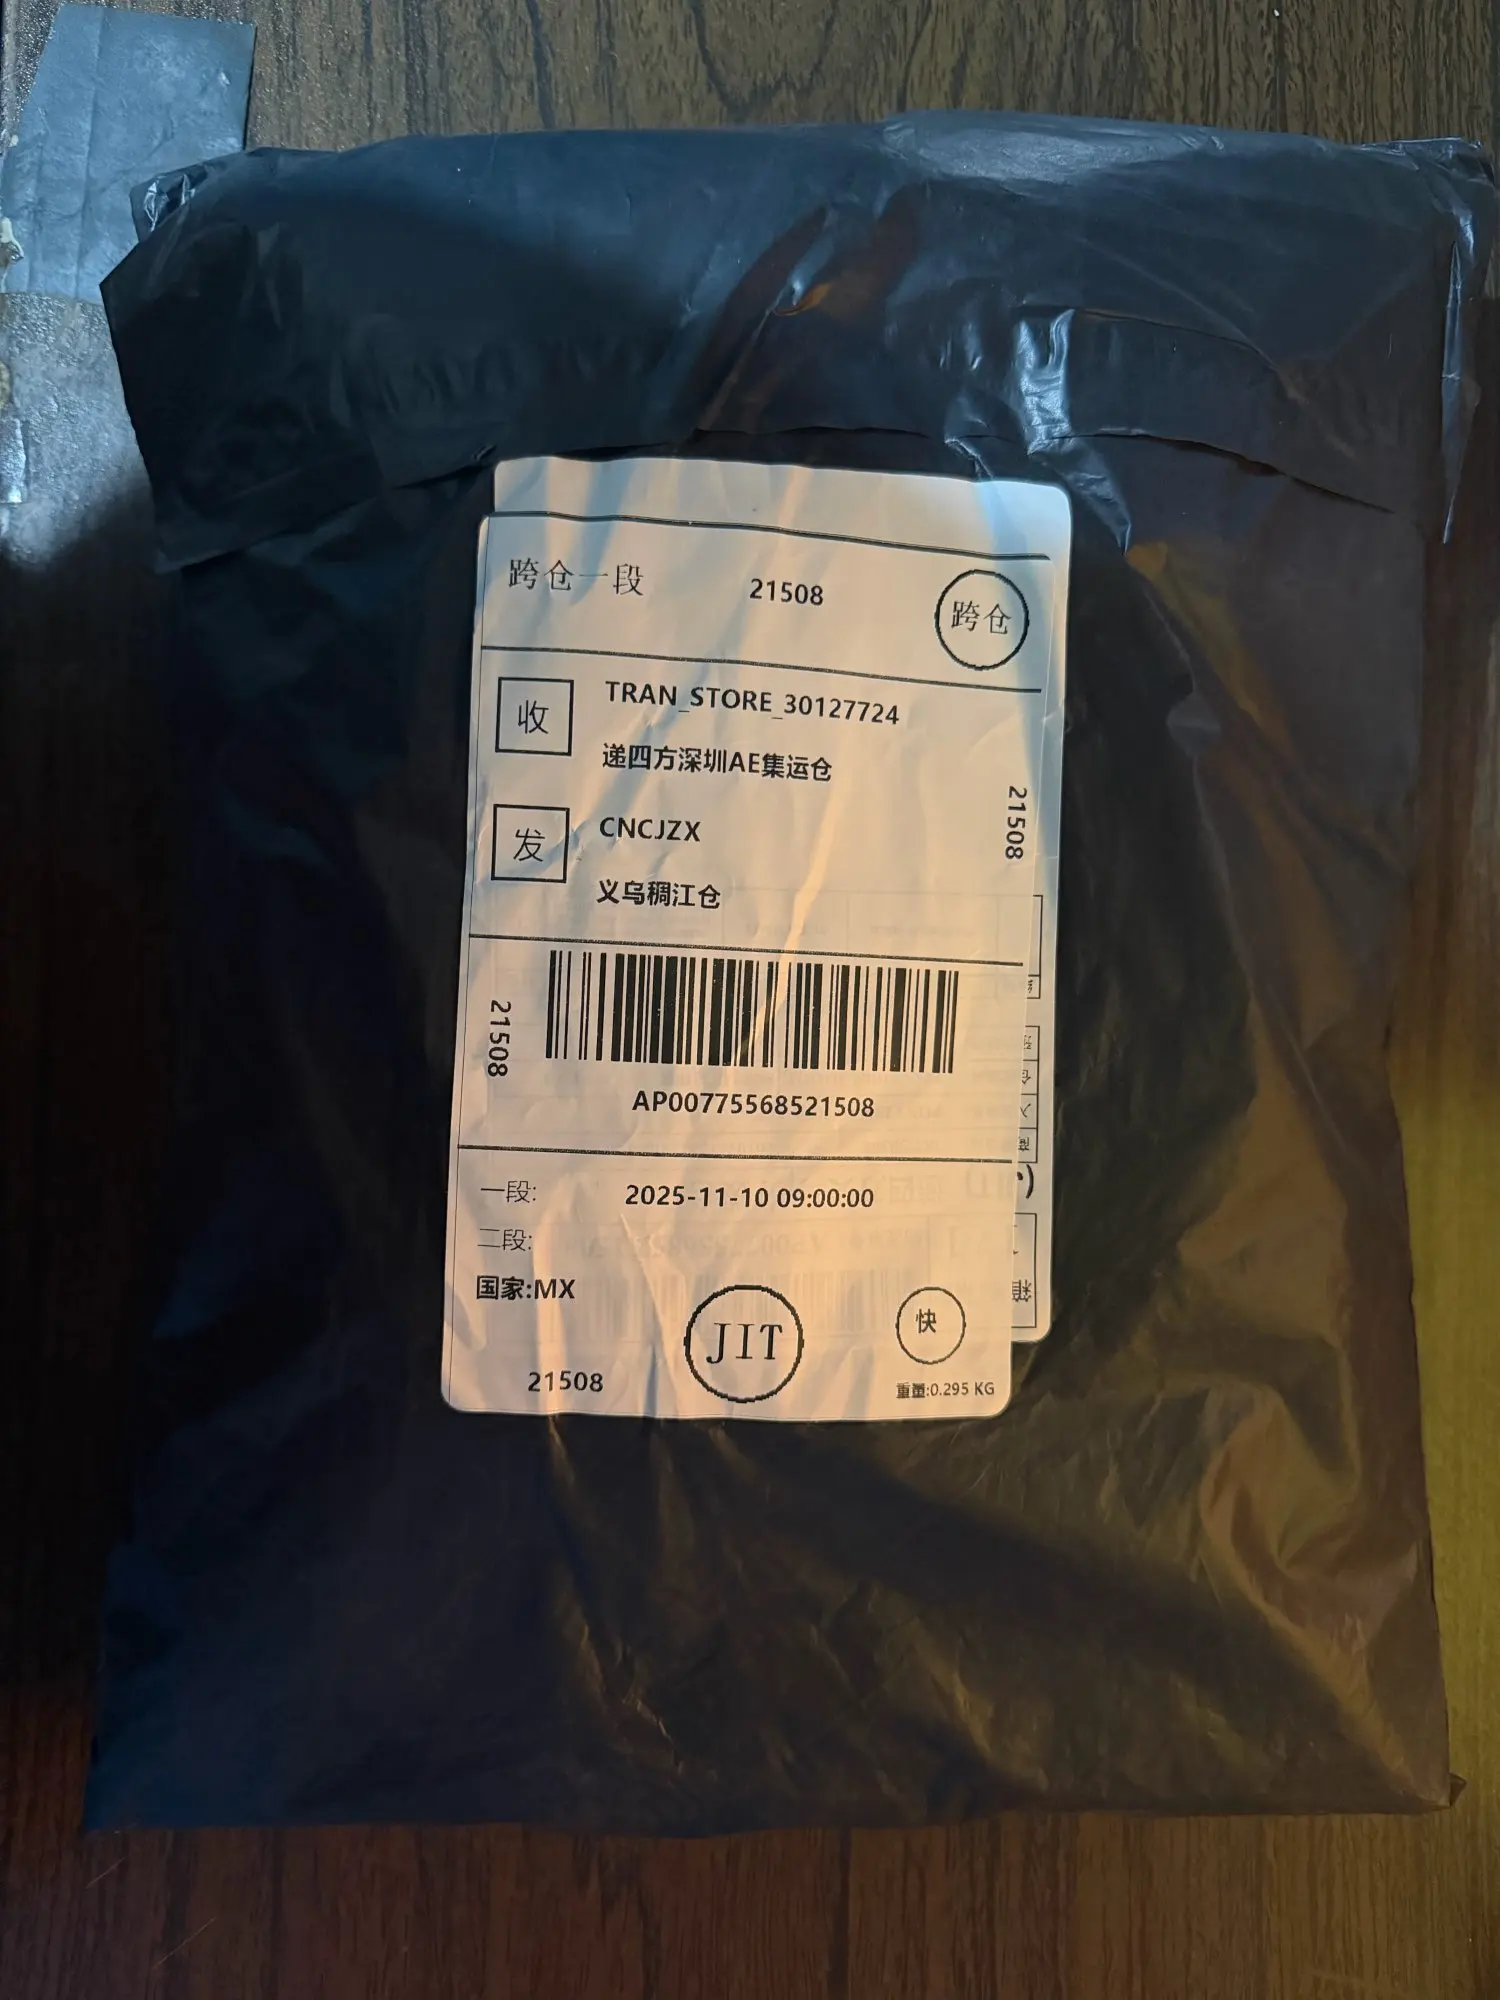 跨仓一段 21508 跨仓
收 TRAN_STORE_30127724
递四方深圳AE集运仓
发 CNCJZX
义乌稠江仓
21508
21508
AP00775568521508
一段: 2025-11-10 09:00:00
二段:
国家:MX
JIT
快
21508
重量:0.295 KG
箱